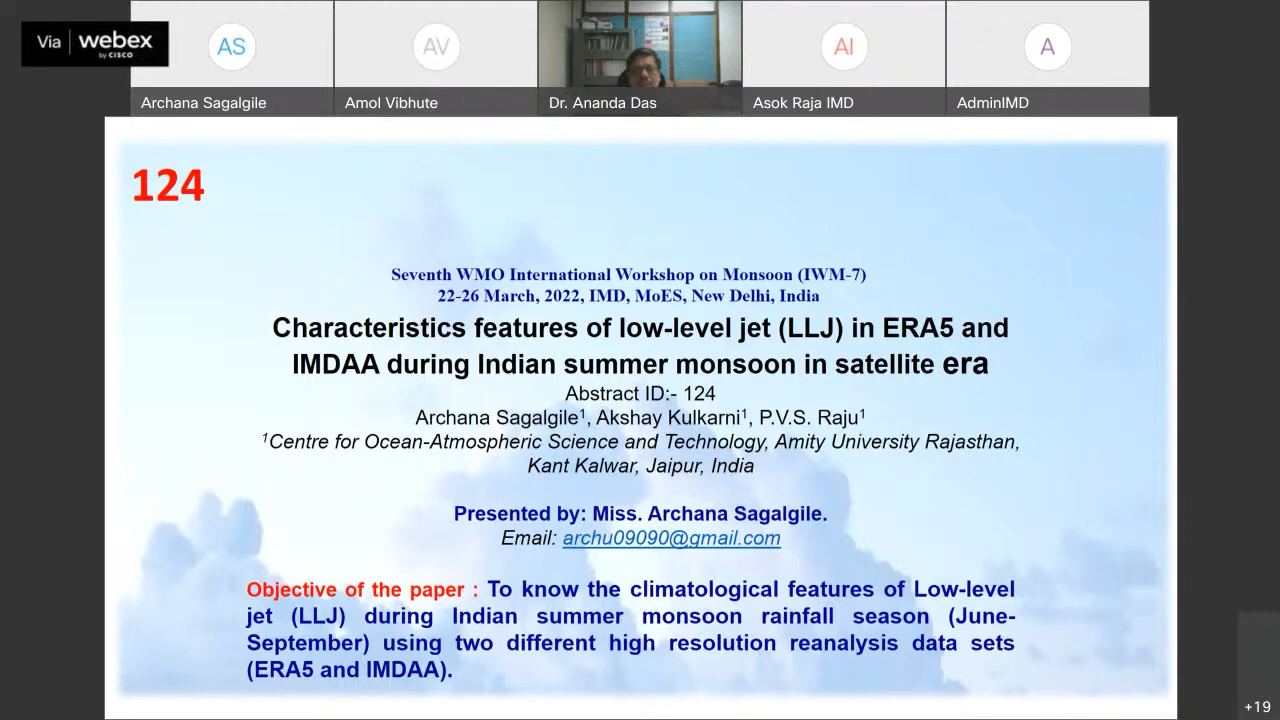 Via webex
by CISCO
AS
AV
AI
A
Archana Sagalgile
Amol Vibhute
Dr. Ananda Das
Asok Raja IMD
AdminIMD
124
Seventh WMO International Workshop on Monsoon (IWM-7)
22-26 March, 2022, IMD, MoES, New Delhi, India
Characteristics features of low-level jet (LLJ) in ERA5 and
IMDAA during Indian summer monsoon in satellite era
Abstract ID:- 124
Archana Sagalgile¹, Akshay Kulkarni¹, P.V.S. Raju¹
¹Centre for Ocean-Atmospheric Science and Technology, Amity University Rajasthan,
Kant Kalwar, Jaipur, India
Presented by: Miss. Archana Sagalgile.
Email: archu09090@gmail.com
Objective of the paper : To know the climatological features of Low-level
jet (LLJ) during Indian summer monsoon rainfall season (June-
September) using two different high resolution reanalysis data sets
(ERA5 and IMDAA).
+19